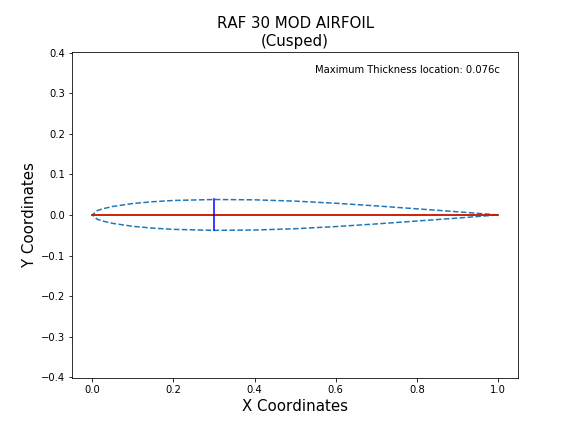 RAF 30 MOD AIRFOIL
(Cusped)
Maximum Thickness location: 0.076c
Y Coordinates
0.4
0.3
0.2
0.1
0.0
−0.1
−0.2
−0.3
−0.4
0.0 0.2 0.4 0.6 0.8 1.0
X Coordinates